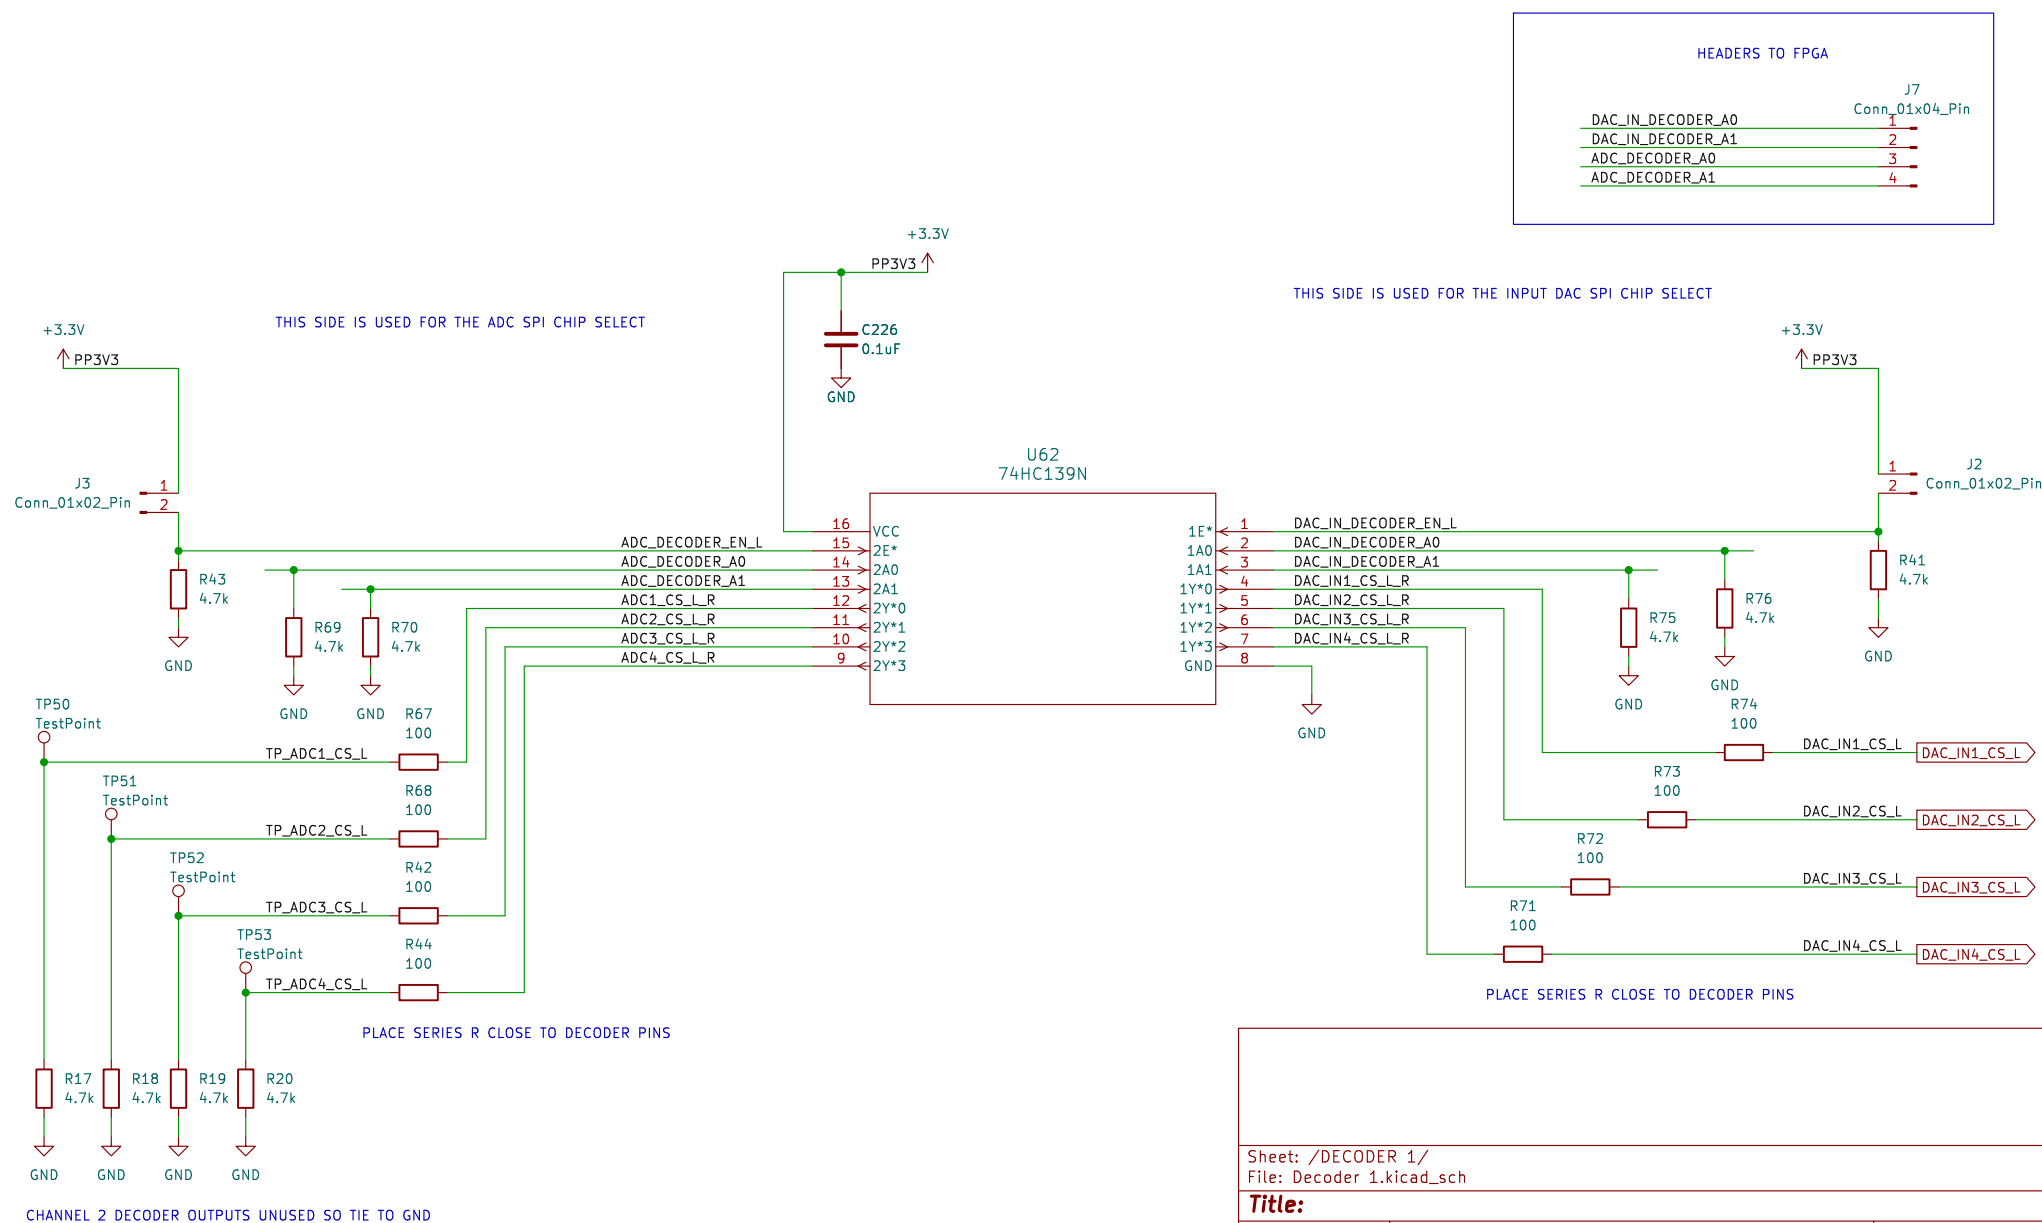 HEADERS TO FPGA
J7
Conn_01x04_Pin
DAC_IN_DECODER_A0 1
DAC_IN_DECODER_A1 2
ADC_DECODER_A0 3
ADC_DECODER_A1 4
+3.3V
PP3V3
C226
0.1uF
GND
THIS SIDE IS USED FOR THE ADC SPI CHIP SELECT
THIS SIDE IS USED FOR THE INPUT DAC SPI CHIP SELECT
+3.3V
PP3V3
J3
Conn_01x02_Pin
1
2
+3.3V
PP3V3
J2
Conn_01x02_Pin
1
2
U62
74HC139N
ADC_DECODER_EN_L
ADC_DECODER_A0
ADC_DECODER_A1
ADC1_CS_L_R
ADC2_CS_L_R
ADC3_CS_L_R
ADC4_CS_L_R
16 VCC
15 2E*
14 2A0
13 2A1
12 2Y*0
11 2Y*1
10 2Y*2
9 2Y*3
1E* 1
1A0 2
1A1 3
1Y*0 4
1Y*1 5
1Y*2 6
1Y*3 7
GND 8
DAC_IN_DECODER_EN_L
DAC_IN_DECODER_A0
DAC_IN_DECODER_A1
DAC_IN1_CS_L_R
DAC_IN2_CS_L_R
DAC_IN3_CS_L_R
DAC_IN4_CS_L_R
GND
R43
4.7k
GND
R69
4.7k
GND
R70
4.7k
GND
R75
4.7k
GND
R76
4.7k
GND
R41
4.7k
GND
TP50
TestPoint
TP_ADC1_CS_L
R67
100
TP51
TestPoint
TP_ADC2_CS_L
R68
100
TP52
TestPoint
TP_ADC3_CS_L
R42
100
TP53
TestPoint
TP_ADC4_CS_L
R44
100
PLACE SERIES R CLOSE TO DECODER PINS
R74
100
DAC_IN1_CS_L
DAC_IN1_CS_L
R73
100
DAC_IN2_CS_L
DAC_IN2_CS_L
R72
100
DAC_IN3_CS_L
DAC_IN3_CS_L
R71
100
DAC_IN4_CS_L
DAC_IN4_CS_L
PLACE SERIES R CLOSE TO DECODER PINS
R17
4.7k
GND
R18
4.7k
GND
R19
4.7k
GND
R20
4.7k
GND
CHANNEL 2 DECODER OUTPUTS UNUSED SO TIE TO GND
Sheet: /DECODER 1/
File: Decoder 1.kicad_sch
Title: